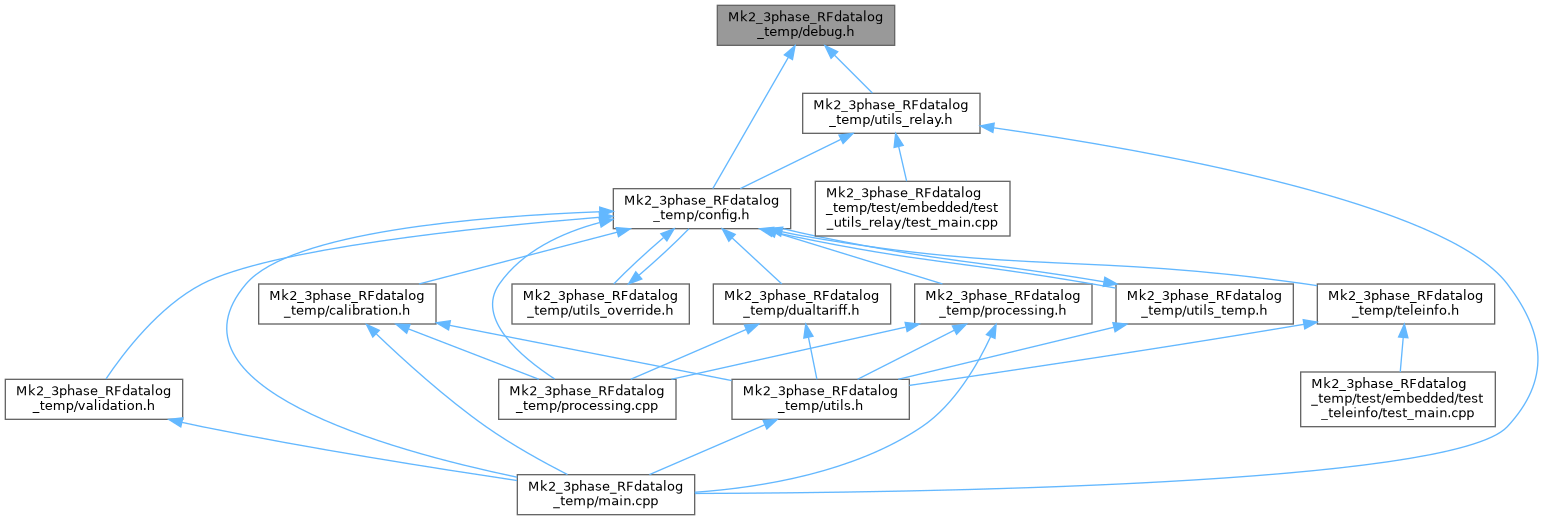 Mk2_3phase_RFdatalog
_temp/debug.h
Mk2_3phase_RFdatalog
_temp/utils_relay.h
Mk2_3phase_RFdatalog
_temp/config.h
Mk2_3phase_RFdatalog
_temp/test/embedded/test
_utils_relay/test_main.cpp
Mk2_3phase_RFdatalog
_temp/calibration.h
Mk2_3phase_RFdatalog
_temp/utils_override.h
Mk2_3phase_RFdatalog
_temp/dualtariff.h
Mk2_3phase_RFdatalog
_temp/processing.h
Mk2_3phase_RFdatalog
_temp/utils_temp.h
Mk2_3phase_RFdatalog
_temp/teleinfo.h
Mk2_3phase_RFdatalog
_temp/validation.h
Mk2_3phase_RFdatalog
_temp/processing.cpp
Mk2_3phase_RFdatalog
_temp/utils.h
Mk2_3phase_RFdatalog
_temp/test/embedded/test
_teleinfo/test_main.cpp
Mk2_3phase_RFdatalog
_temp/main.cpp